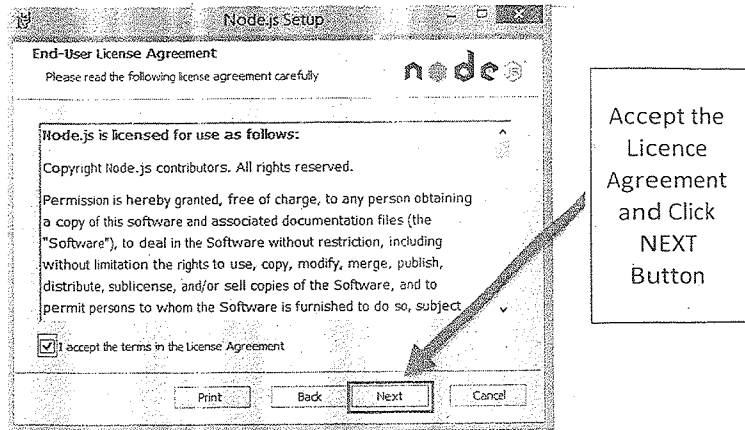 Node.js Setup
End-User License Agreement
Please read the following license agreement carefully
node
JS
Node.js is licensed for use as follows:
Copyright Node.js contributors. All rights reserved.
Permission is hereby granted, free of charge, to any person obtaining
a copy of this software and associated documentation files (the
"Software"), to deal in the Software without restriction, including
without limitation the rights to use, copy, modify, merge, publish,
distribute, sublicense, and/or sell copies of the Software, and to
permit persons to whom the Software is furnished to do so, subject
I accept the terms in the License Agreement
Print
Back
Next
Cancel
Accept the
Licence
Agreement
and Click
NEXT
Button